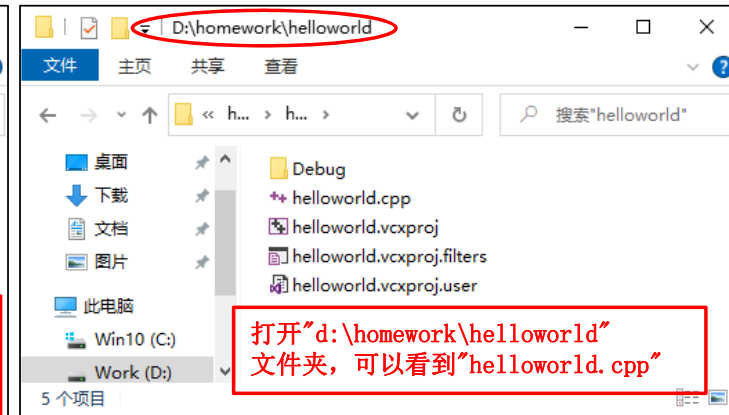 D:\homework\helloworld
文件 主页 共享 查看
« h... › h... ›
搜索"helloworld"
桌面
下载
文档
图片
此电脑
Win10 (C:)
Work (D:)
Debug
helloworld.cpp
helloworld.vcxproj
helloworld.vcxproj.filters
helloworld.vcxproj.user
打开"d:\homework\helloworld"
文件夹，可以看到"helloworld.cpp"
5 个项目